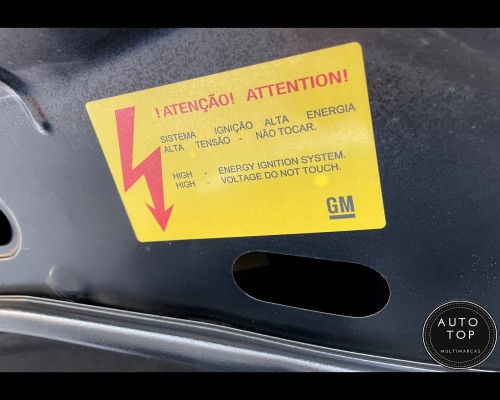 !ATENÇÃO! ATTENTION!
SISTEMA IGNIÇÃO ALTA ENERGIA
ALTA TENSÃO - NÃO TOCAR.
HIGH - ENERGY IGNITION SYSTEM.
HIGH - VOLTAGE DO NOT TOUCH.
GM
AUTO
TOP
MULTIMARCAS